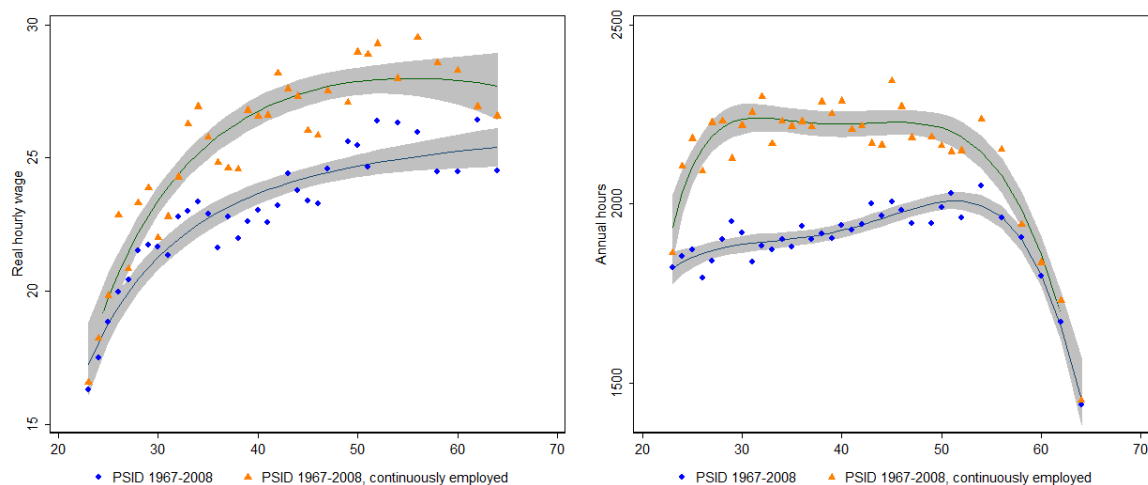 Real hourly wage
30
25
20
15
20 30 40 50 60 70
PSID 1967-2008 PSID 1967-2008, continuously employed
Annual hours
2500
2000
1500
20 30 40 50 60 70
PSID 1967-2008 PSID 1967-2008, continuously employed